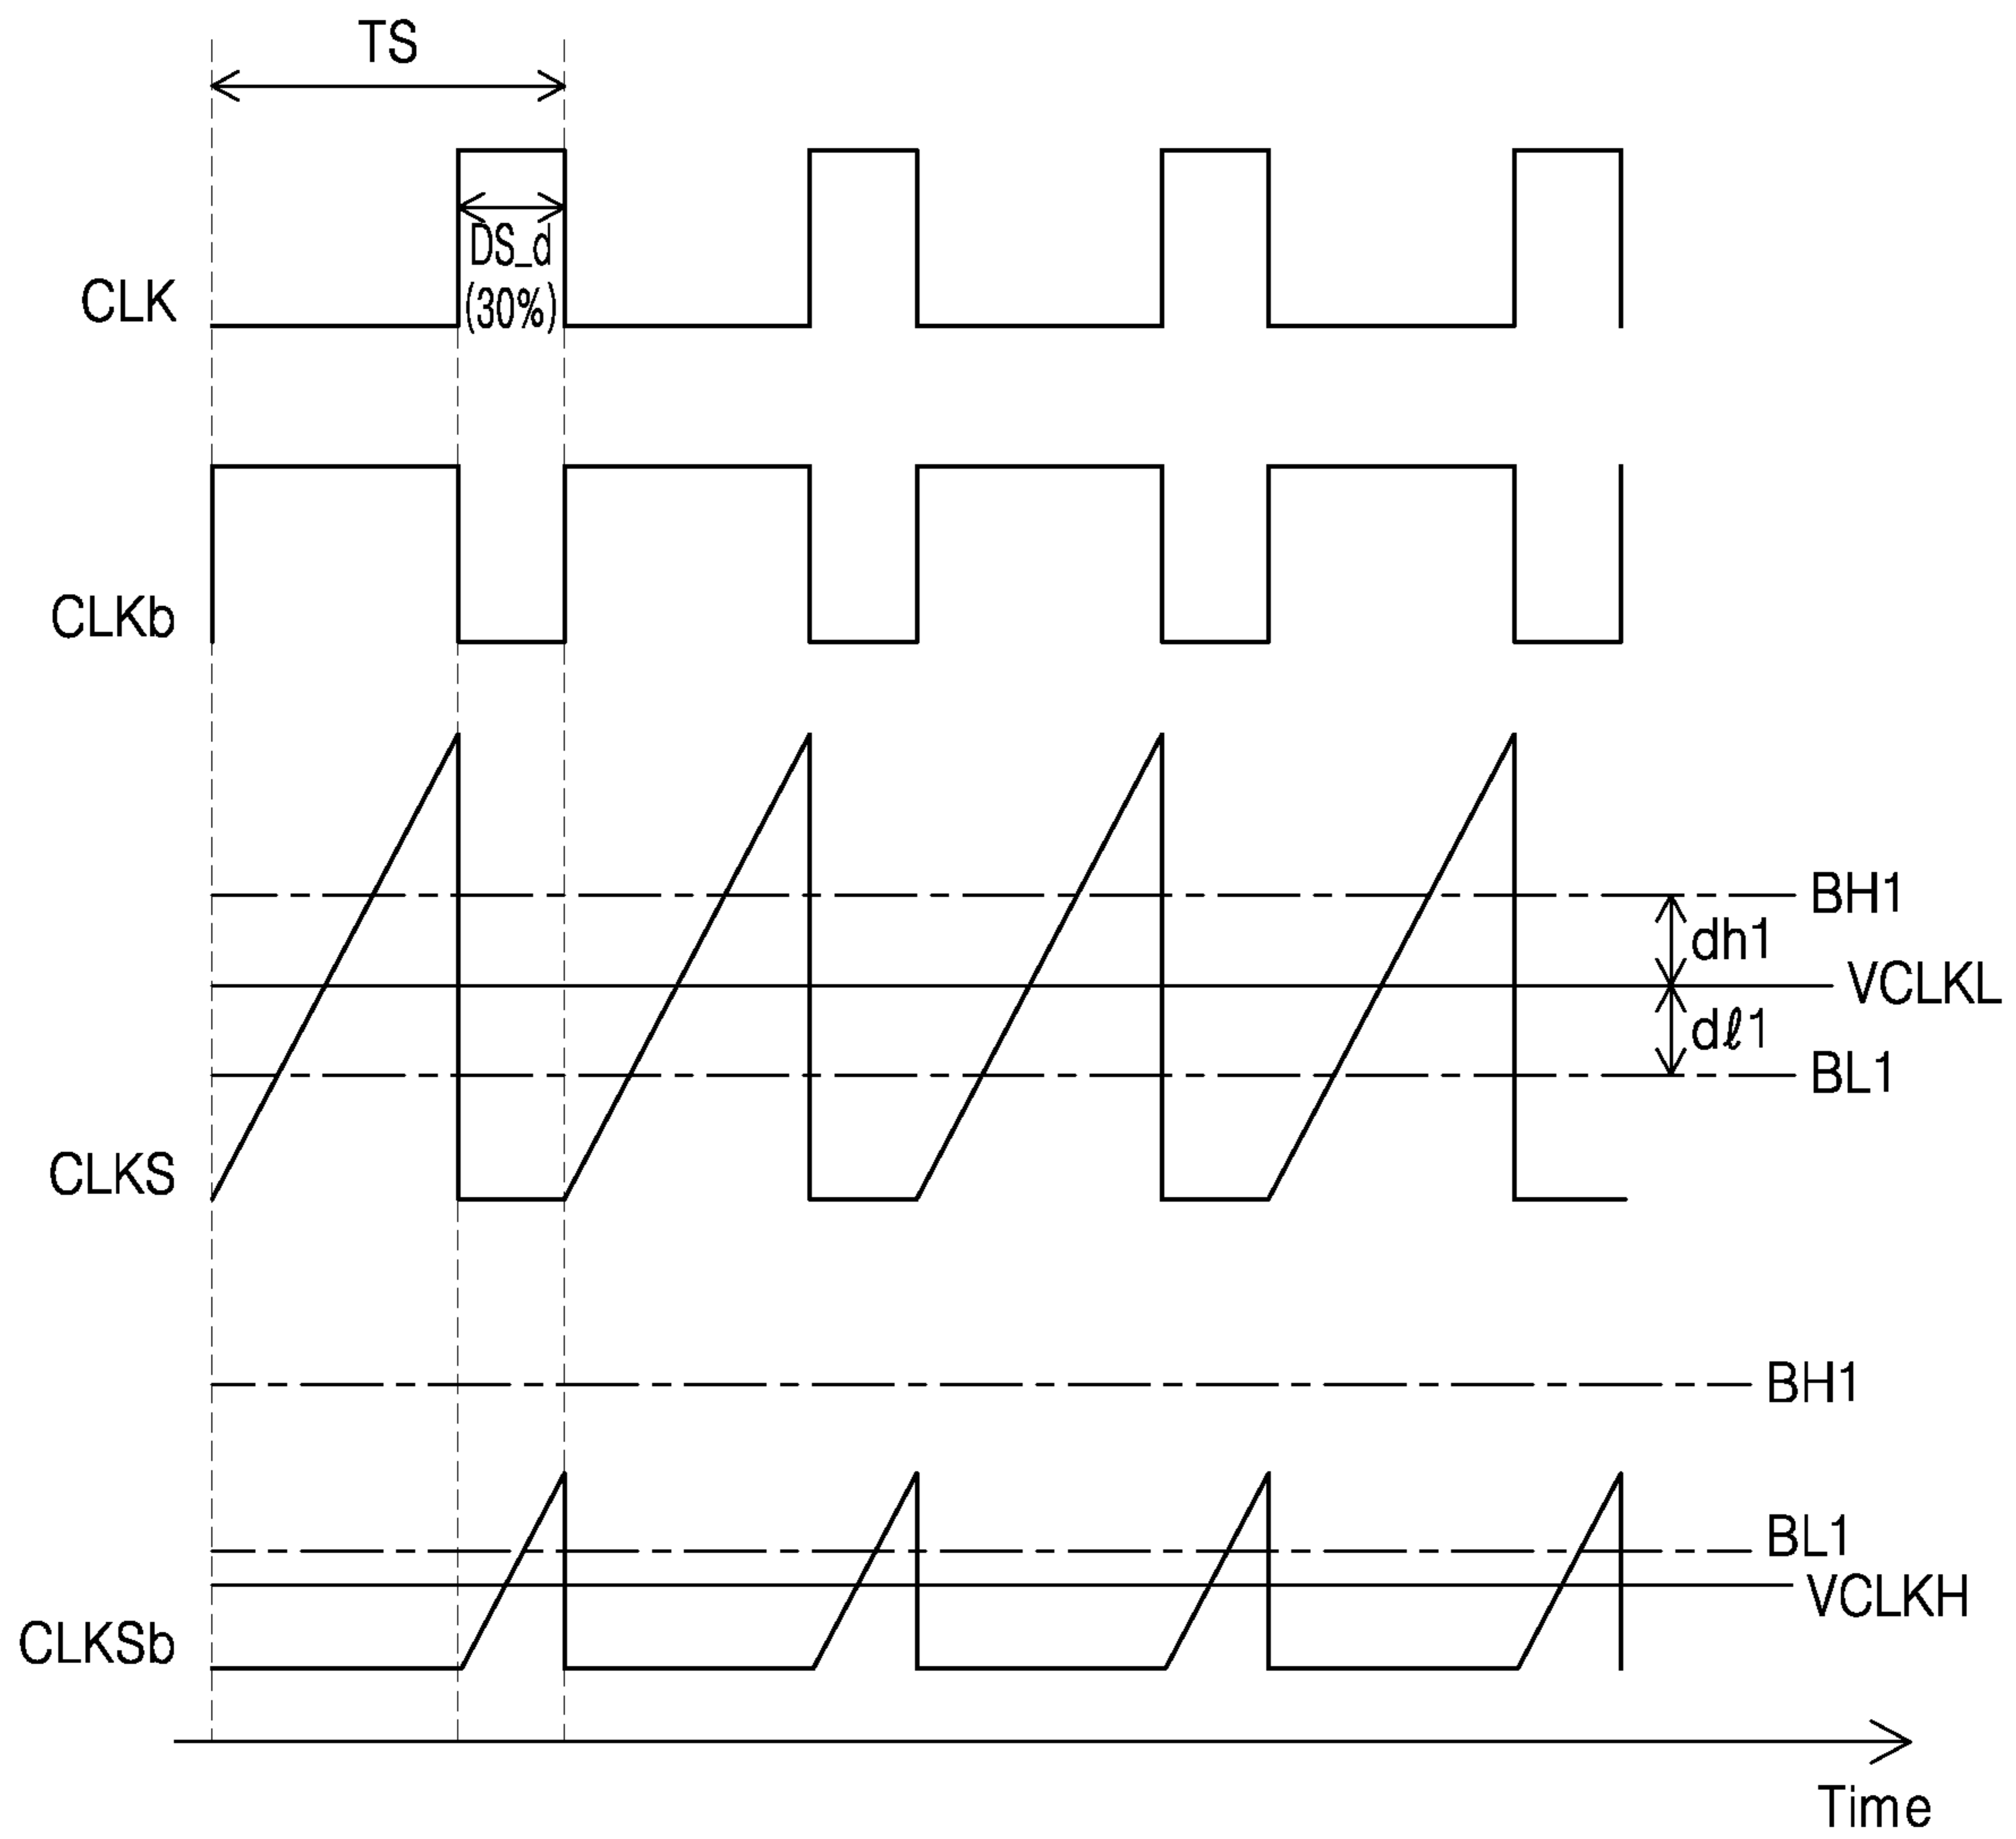 TS
DS_d
(30%)
CLK
CLKb
BH1
dh1
VCLKL
dℓ1
BL1
CLKS
BH1
BL1
VCLKH
CLKSb
Time